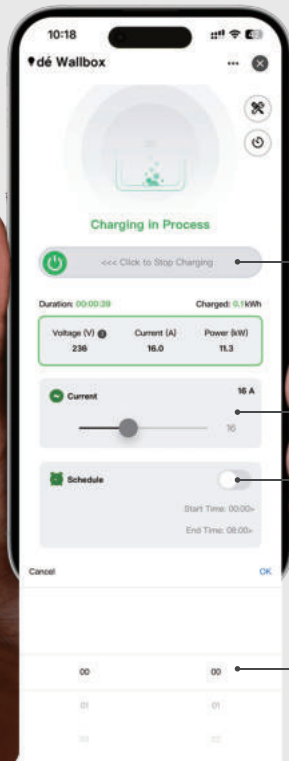 10:18
dé Wallbox
Charging in Process
<<< Click to Stop Charging
Duration: 00:00:39 Charged: 0.1kWh
Voltage (V) Current (A) Power (kW)
236 16.0 11.3
Current 16 A
16
Schedule
Start Time: 00:00>
End Time: 08:00>
Cancel OK
00 00
01 01